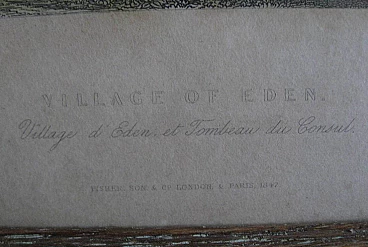 VILLAGE OF EDEN.
Village d'Eden, et Tombeau du Consul.
FISHER, SON & Co. LONDON, & PARIS, 1847